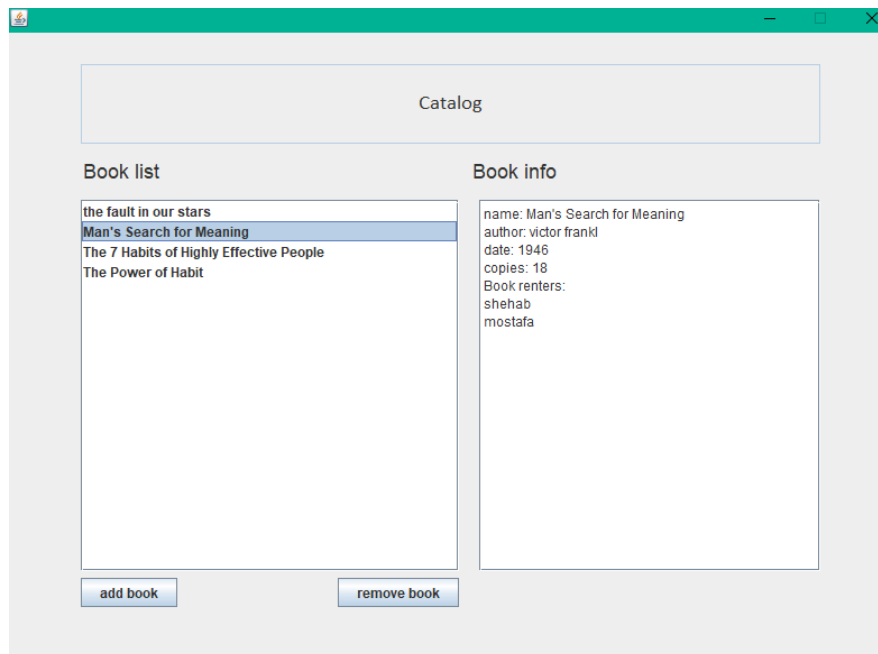 Catalog
Book list
the fault in our stars
Man's Search for Meaning
The 7 Habits of Highly Effective People
The Power of Habit
add book
remove book
Book info
name: Man's Search for Meaning
author: victor frankl
date: 1946
copies: 18
Book renters:
shehab
mostafa